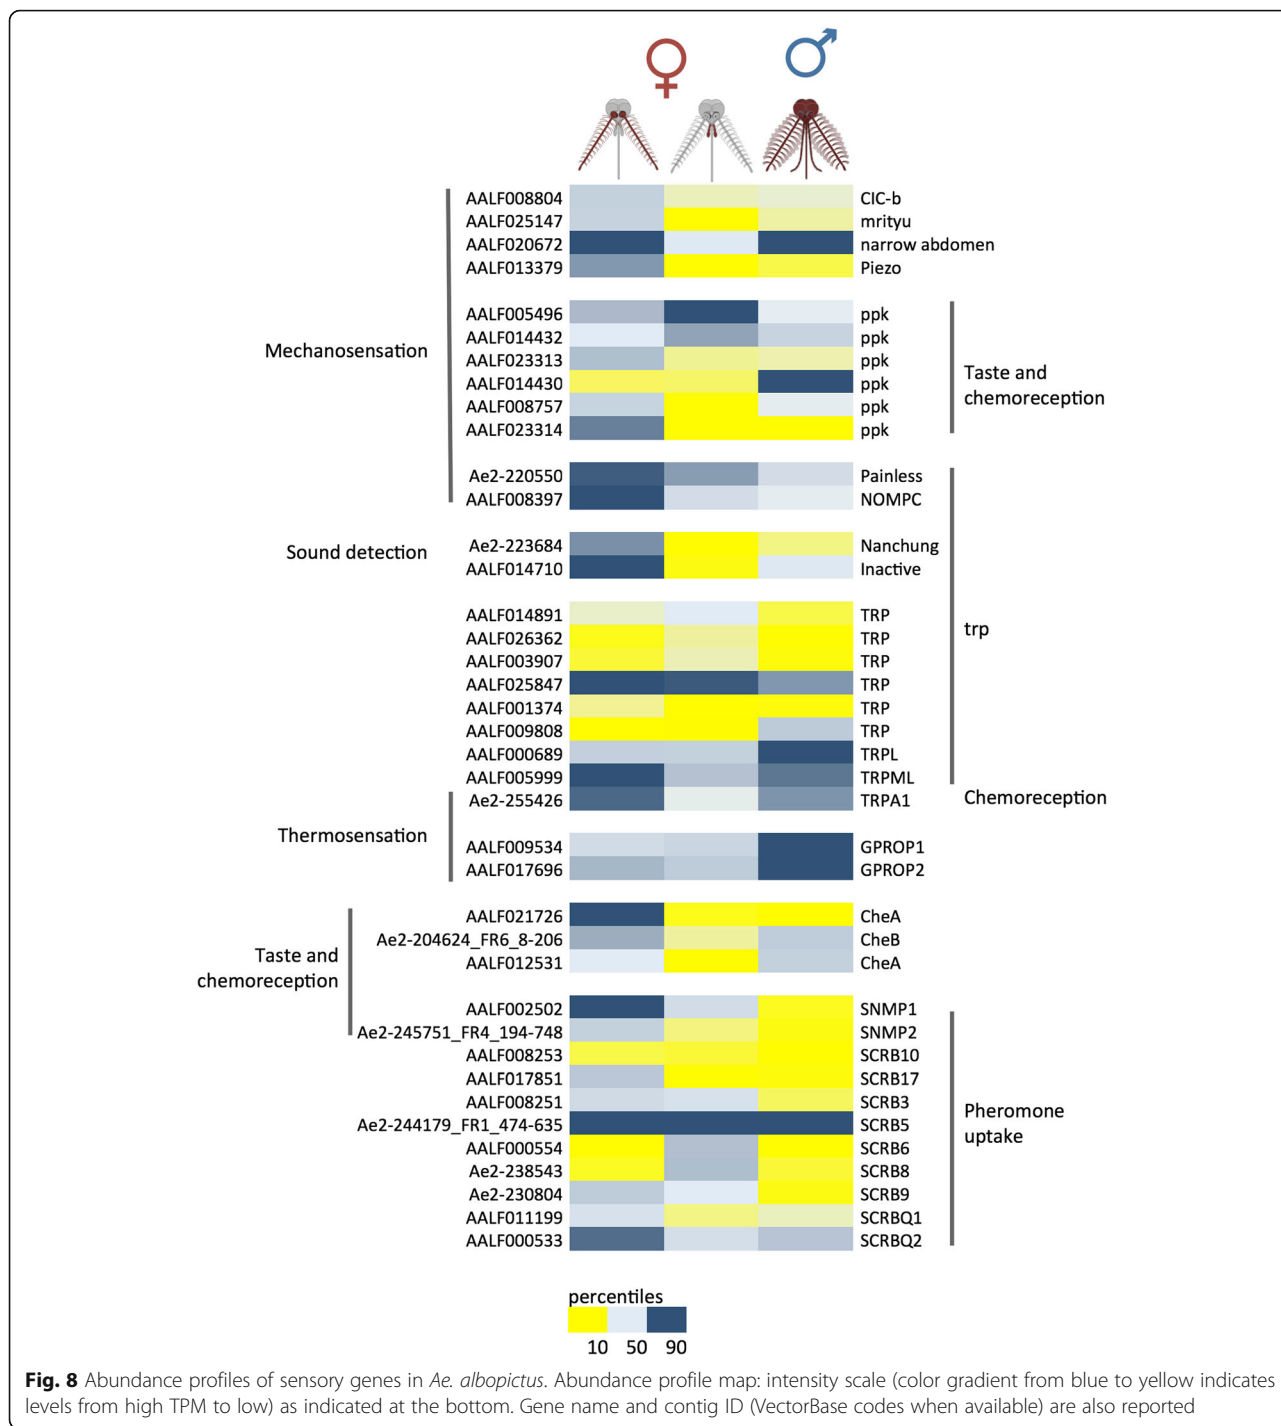 ♀ ♂
AALF008804 CIC-b
AALF025147 mrityu
AALF020672 narrow abdomen
AALF013379 Piezo
Mechanosensation
AALF005496 ppk
AALF014432 ppk
AALF023313 ppk
AALF014430 ppk
AALF008757 ppk
AALF023314 ppk
Taste and
chemoreception
Ae2-220550 Painless
AALF008397 NOMPC
Sound detection
Ae2-223684 Nanchung
AALF014710 Inactive
AALF014891 TRP
AALF026362 TRP
AALF003907 TRP
AALF025847 TRP
AALF001374 TRP
AALF009808 TRP
AALF000689 TRPL
AALF005999 TRPML
trp
Ae2-255426 TRPA1 Chemoreception
Thermosensation
AALF009534 GPROP1
AALF017696 GPROP2
Taste and
chemoreception
AALF021726 CheA
Ae2-204624_FR6_8-206 CheB
AALF012531 CheA
AALF002502 SNMP1
Ae2-245751_FR4_194-748 SNMP2
AALF008253 SCRB10
AALF017851 SCRB17
AALF008251 SCRB3
Ae2-244179_FR1_474-635 SCRB5
AALF000554 SCRB6
Ae2-238543 SCRB8
Ae2-230804 SCRB9
AALF011199 SCRBQ1
AALF000533 SCRBQ2
Pheromone
uptake
percentiles
10 50 90
Fig. 8 Abundance profiles of sensory genes in Ae. albopictus. Abundance profile map: intensity scale (color gradient from blue to yellow indicates
levels from high TPM to low) as indicated at the bottom. Gene name and contig ID (VectorBase codes when available) are also reported